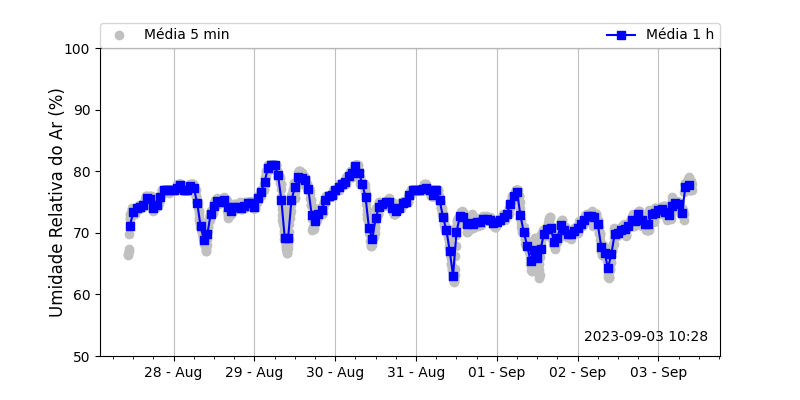 Média 5 min
Média 1 h
Umidade Relativa do Ar (%)
100
90
80
70
60
50
2023-09-03 10:28
28 - Aug
29 - Aug
30 - Aug
31 - Aug
01 - Sep
02 - Sep
03 - Sep